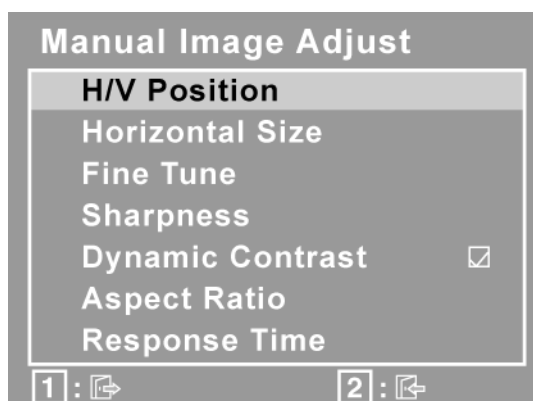 Manual Image Adjust
H/V Position
Horizontal Size
Fine Tune
Sharpness
Dynamic Contrast
Aspect Ratio
Response Time
1 : 2 :